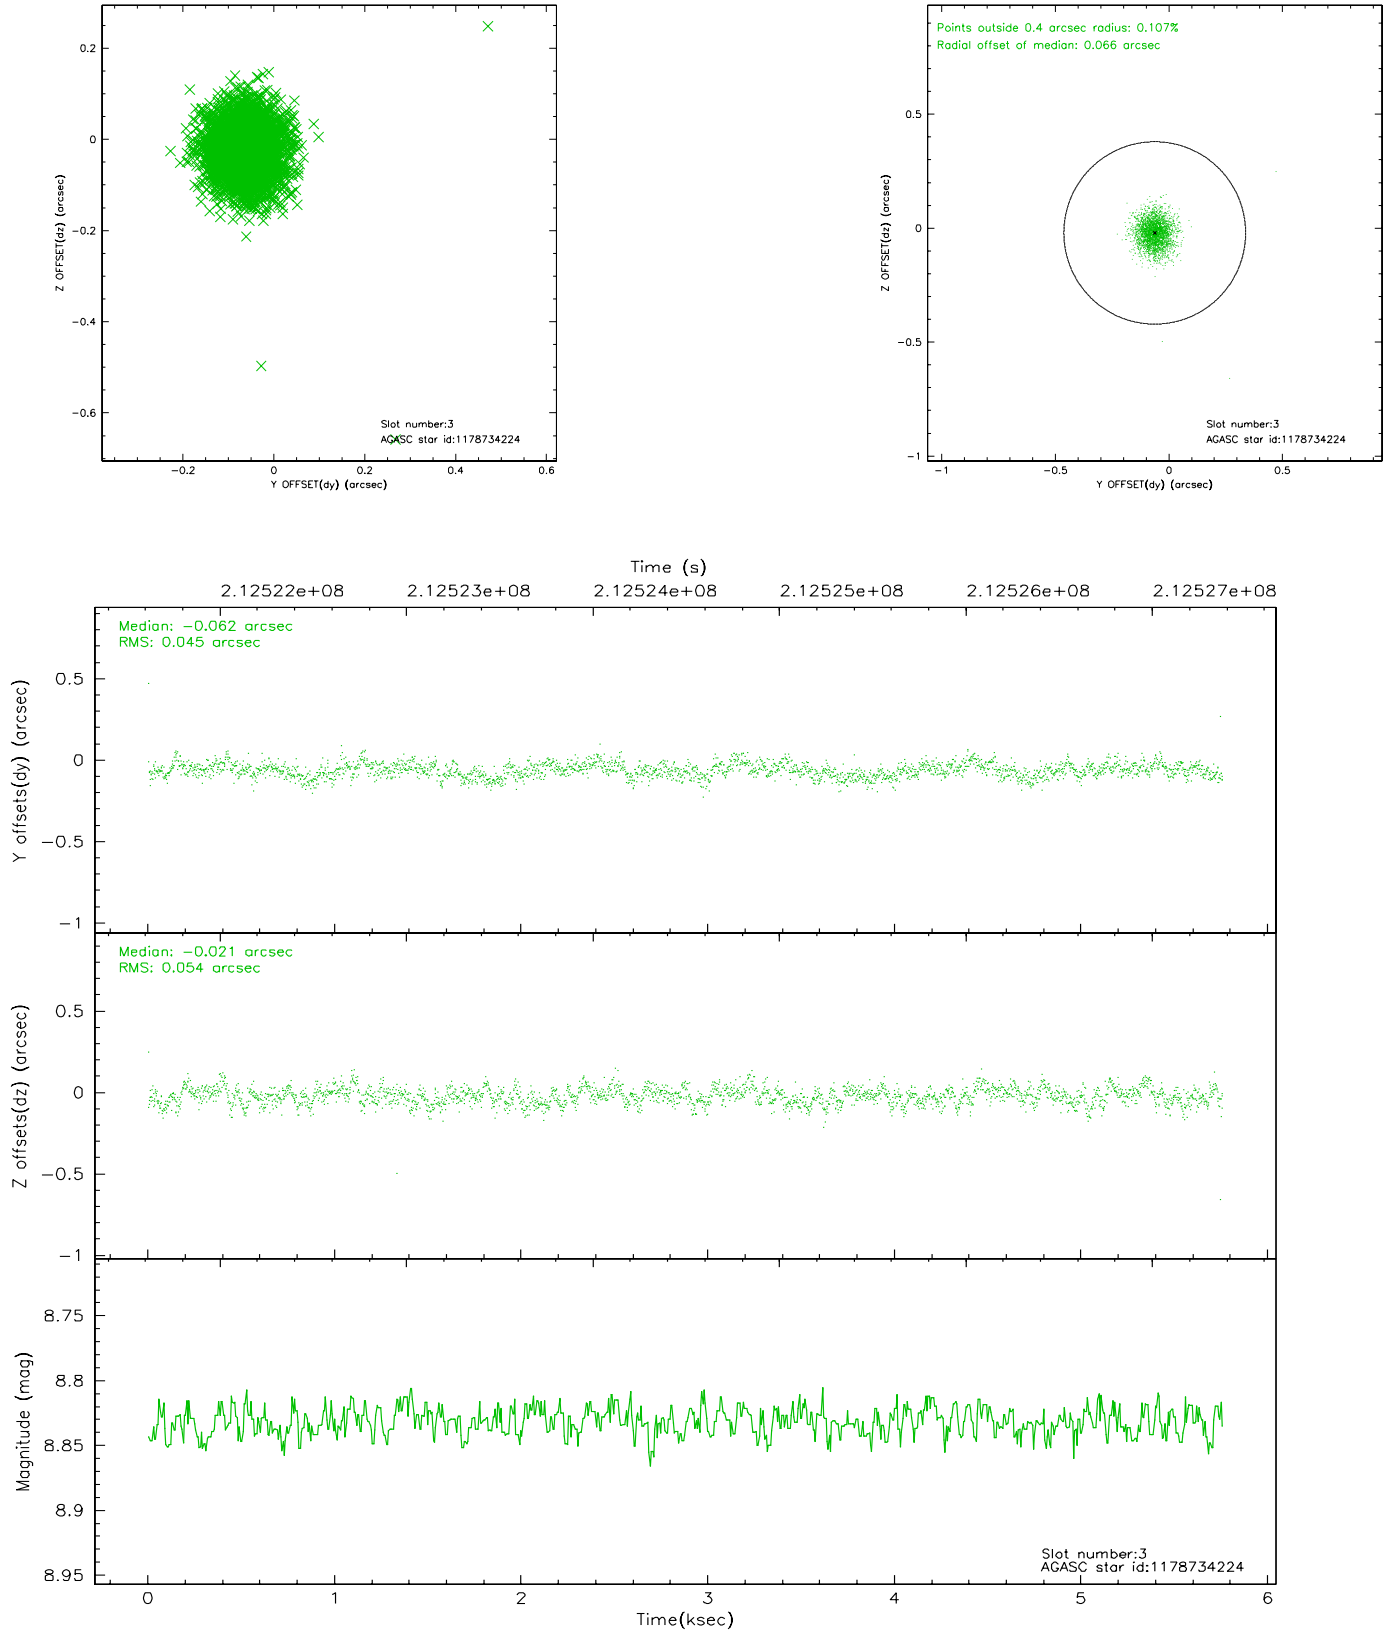 0.2
0
−0.2
−0.4
−0.6
Z OFFSET(dz) (arcsec)
Slot number:3
AGASC star id:1178734224
−0.2 0 0.2 0.4 0.6
Y OFFSET(dy) (arcsec)
Points outside 0.4 arcsec radius: 0.107%
Radial offset of median: 0.066 arcsec
0.5
0
−0.5
−1
Z OFFSET(dz) (arcsec)
Slot number:3
AGASC star id:1178734224
−1 −0.5 0 0.5
Y OFFSET(dy) (arcsec)
Time (s)
2.12522e+08 2.12523e+08 2.12524e+08 2.12525e+08 2.12526e+08 2.12527e+08
Median: −0.062 arcsec
RMS: 0.045 arcsec
0.5
0
−0.5
−1
Y offsets(dy) (arcsec)
Median: −0.021 arcsec
RMS: 0.054 arcsec
0.5
0
−0.5
−1
Z offsets(dz) (arcsec)
8.75
8.8
8.85
8.9
8.95
Magnitude (mag)
Slot number:3
AGASC star id:1178734224
0 1 2 3 4 5 6
Time(ksec)